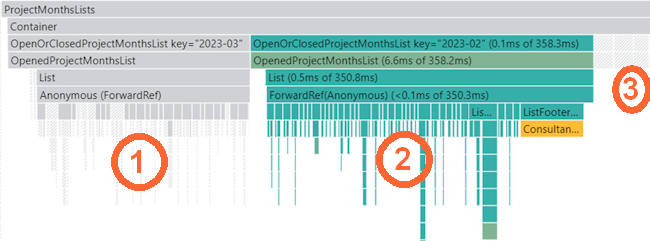 ProjectMonthsLists
Container
OpenOrClosedProjectMonthsList key="2023-03" OpenOrClosedProjectMonthsList key="2023-02" (0.1ms of 358.3ms)
OpenedProjectMonthsList OpenedProjectMonthsList (6.6ms of 358.2ms)
List List (0.5ms of 350.8ms)
Anonymous (ForwardRef) ForwardRef(Anonymous) (<0.1ms of 350.3ms)
Lis... ListFooter...
Consultan...
1 2 3